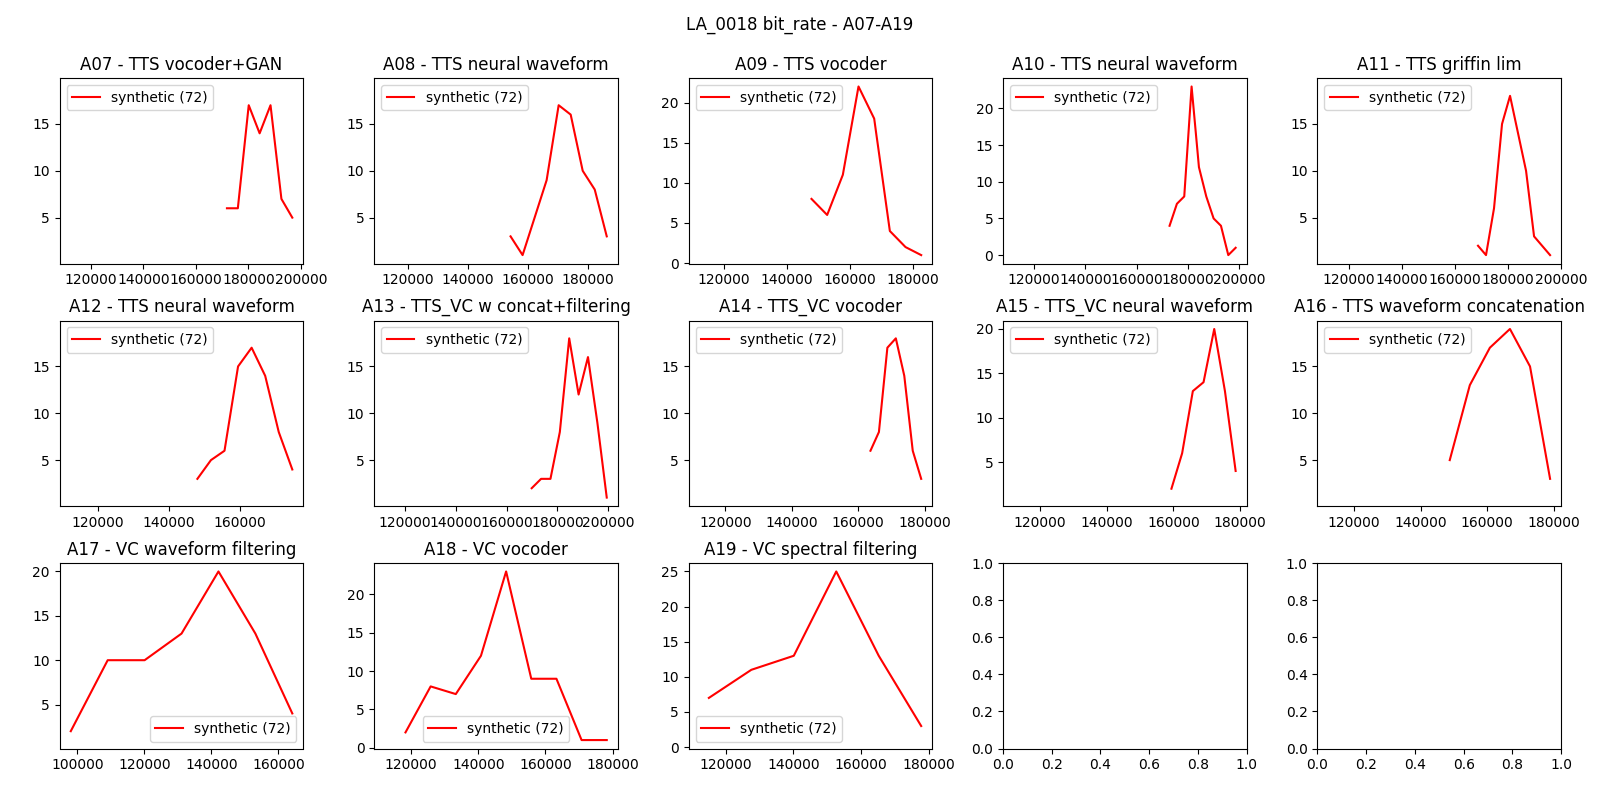 LA_0018 bit_rate - A07-A19
A07 - TTS vocoder+GAN
synthetic (72)
15
10
5
120000 140000 160000 180000 200000
A08 - TTS neural waveform
synthetic (72)
15
10
5
120000 140000 160000 180000
A09 - TTS vocoder
synthetic (72)
20
15
10
5
0
120000 140000 160000 180000
A10 - TTS neural waveform
synthetic (72)
20
15
10
5
0
120000 140000 160000 180000 200000
A11 - TTS griffin lim
synthetic (72)
15
10
5
120000 140000 160000 180000 200000
A12 - TTS neural waveform
synthetic (72)
15
10
5
120000 140000 160000
A13 - TTS_VC w concat+filtering
synthetic (72)
15
10
5
120000 140000 160000 180000 200000
A14 - TTS_VC vocoder
synthetic (72)
15
10
5
120000 140000 160000 180000
A15 - TTS_VC neural waveform
synthetic (72)
20
15
10
5
120000 140000 160000 180000
A16 - TTS waveform concatenation
synthetic (72)
15
10
5
120000 140000 160000 180000
A17 - VC waveform filtering
20
15
10
5
synthetic (72)
100000 120000 140000 160000
A18 - VC vocoder
20
15
10
5
0
synthetic (72)
120000 140000 160000 180000
A19 - VC spectral filtering
25
20
15
10
5
0
synthetic (72)
120000 140000 160000 180000
1.0
0.8
0.6
0.4
0.2
0.0
0.0 0.2 0.4 0.6 0.8 1.0
1.0
0.8
0.6
0.4
0.2
0.0
0.0 0.2 0.4 0.6 0.8 1.0